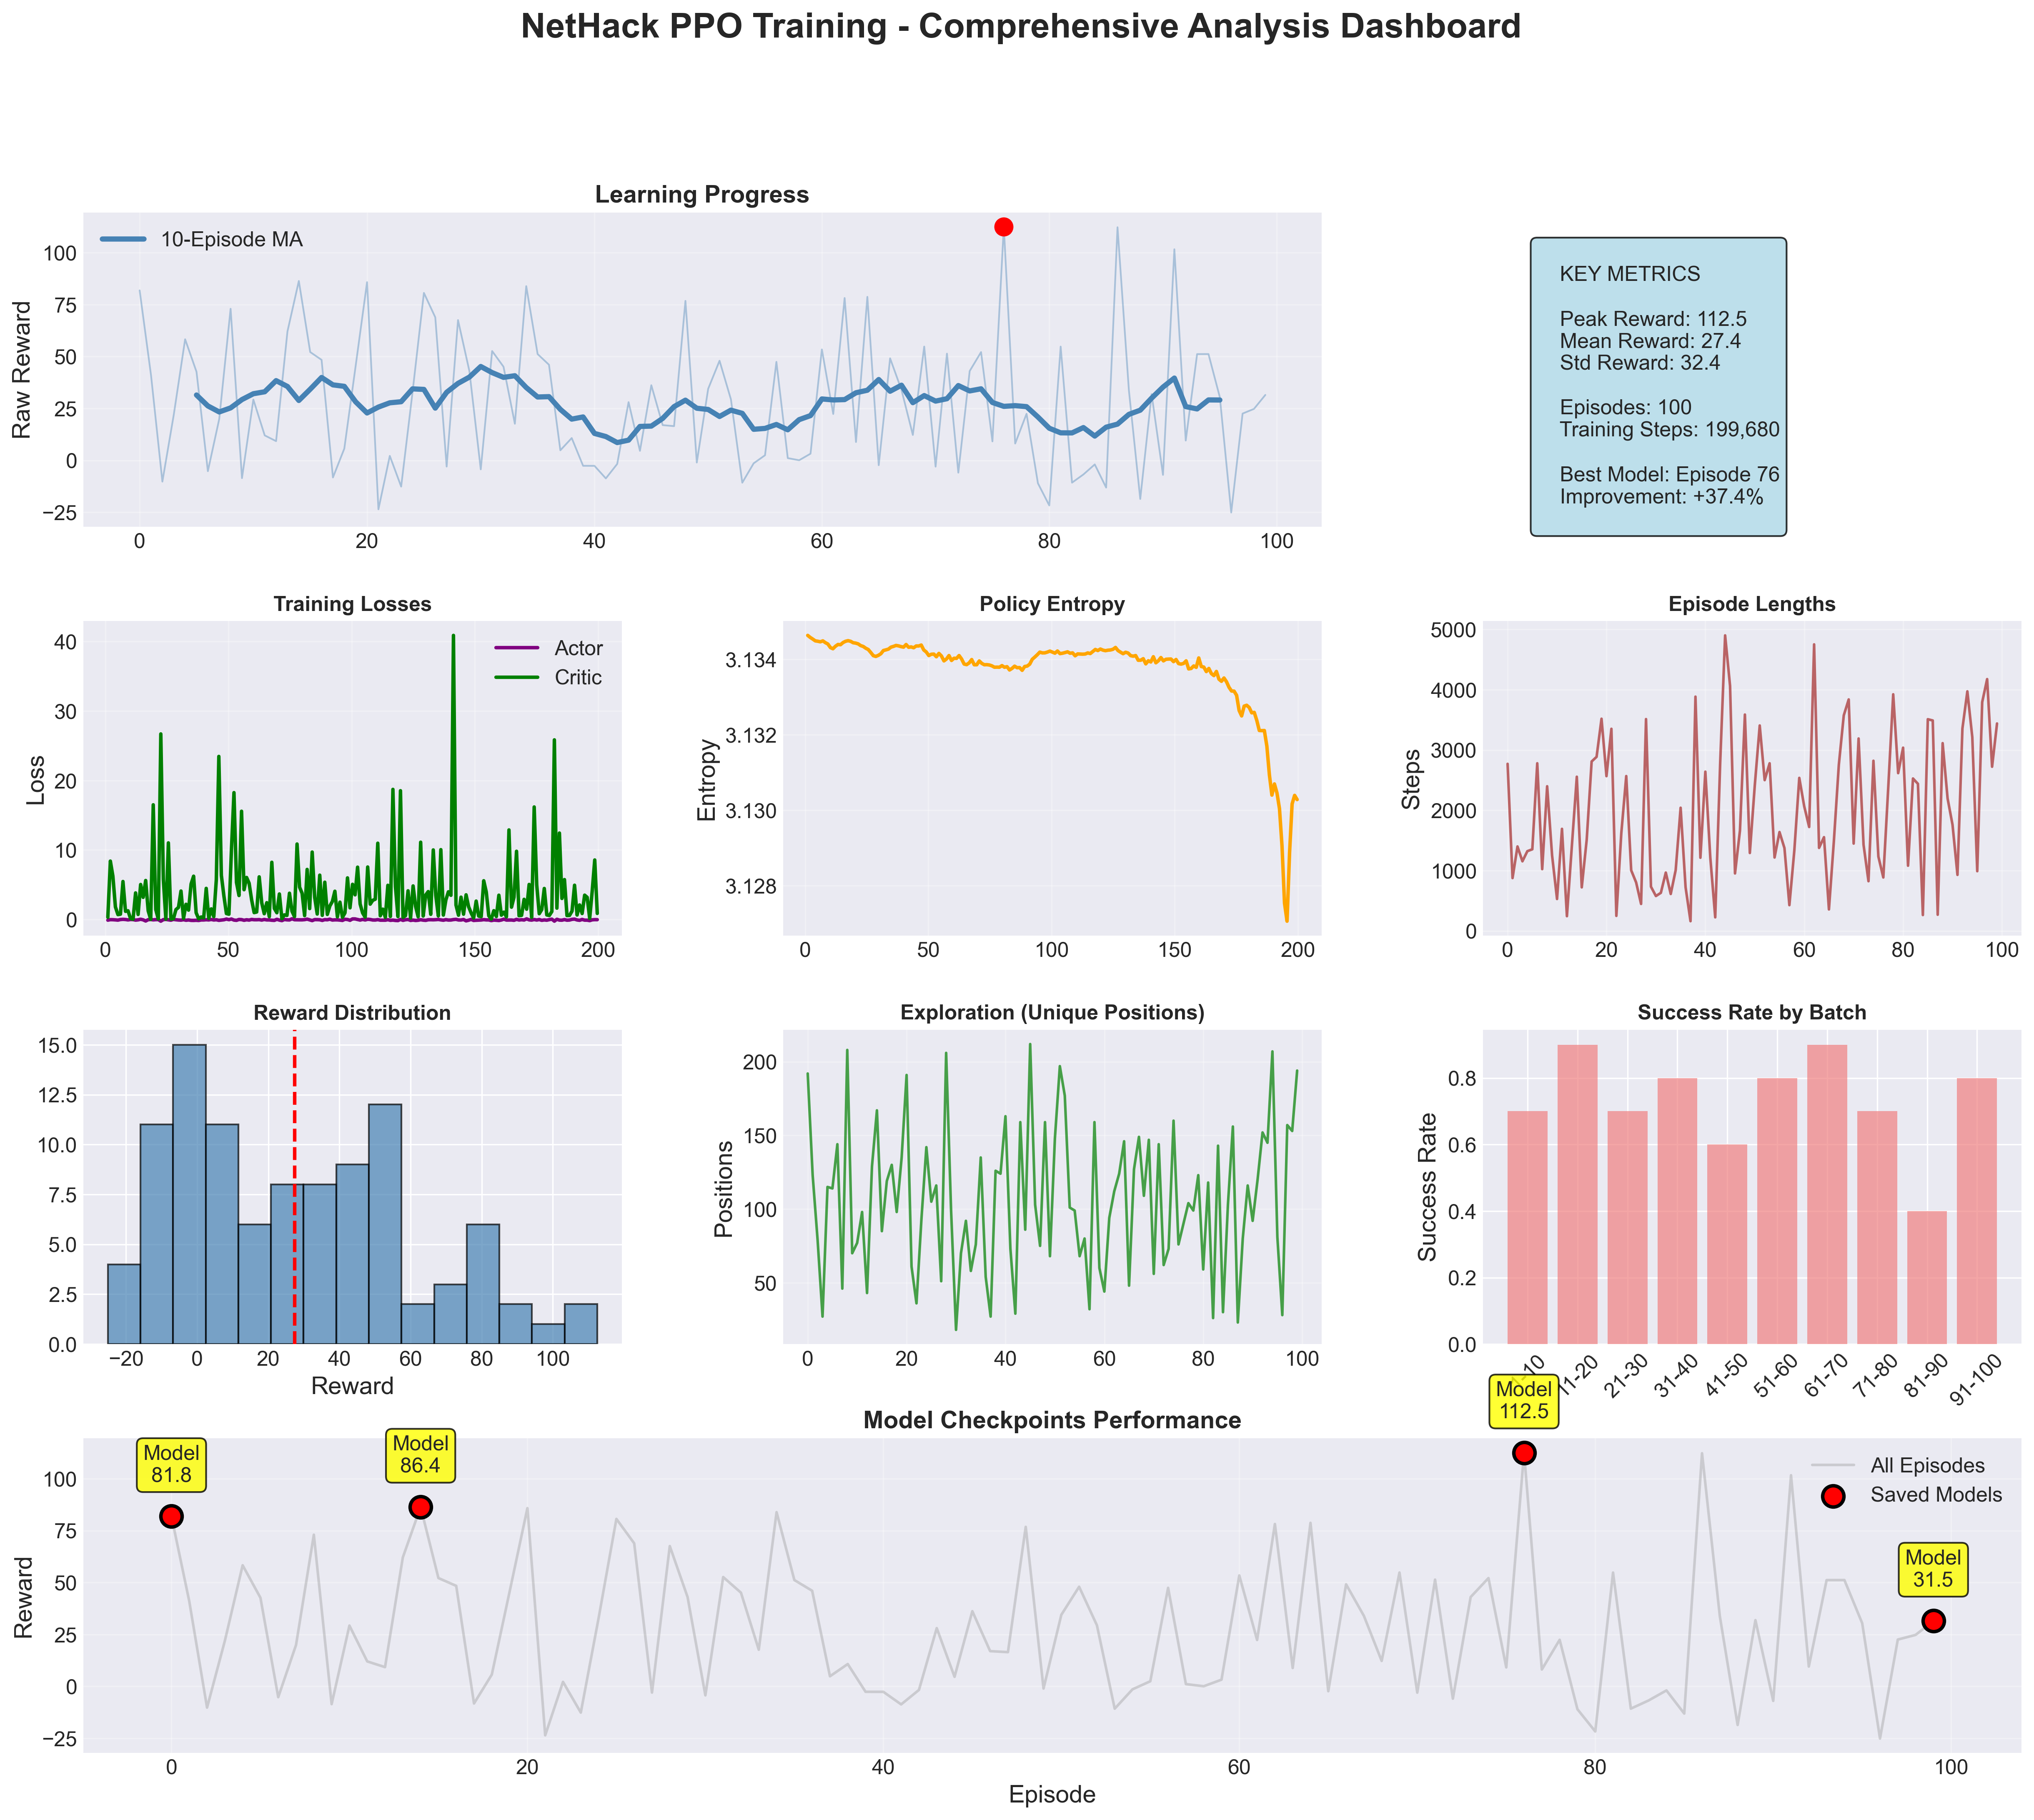 NetHack PPO Training - Comprehensive Analysis Dashboard
Learning Progress
Raw Reward
10-Episode MA
100
75
50
25
0
−25
0 20 40 60 80 100
KEY METRICS
Peak Reward: 112.5
Mean Reward: 27.4
Std Reward: 32.4
Episodes: 100
Training Steps: 199,680
Best Model: Episode 76
Improvement: +37.4%
Training Losses
Loss
Actor
Critic
40
30
20
10
0
0 50 100 150 200
Policy Entropy
Entropy
3.134
3.132
3.130
3.128
0 50 100 150 200
Episode Lengths
Steps
5000
4000
3000
2000
1000
0
0 20 40 60 80 100
Reward Distribution
15.0
12.5
10.0
7.5
5.0
2.5
0.0
−20 0 20 40 60 80 100
Reward
Exploration (Unique Positions)
Positions
200
150
100
50
0 20 40 60 80 100
Success Rate by Batch
Success Rate
0.8
0.6
0.4
0.2
0.0
11-20 21-30 31-40 41-50 51-60 61-70 71-80 81-90 91-100
Model Checkpoints Performance
Reward
100
75
50
25
0
−25
Model
81.8
Model
86.4
Model
112.5
Model
31.5
All Episodes
Saved Models
0 20 40 60 80 100
Episode